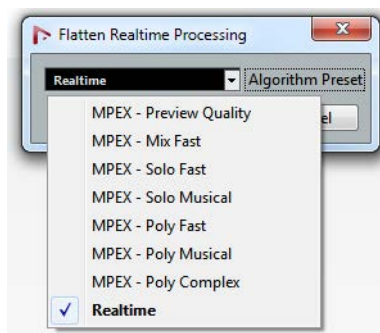 Flatten Realtime Processing
Realtime
Algorithm Preset
MPEX - Preview Quality
MPEX - Mix Fast
MPEX - Solo Fast
MPEX - Solo Musical
MPEX - Poly Fast
MPEX - Poly Musical
MPEX - Poly Complex
Realtime